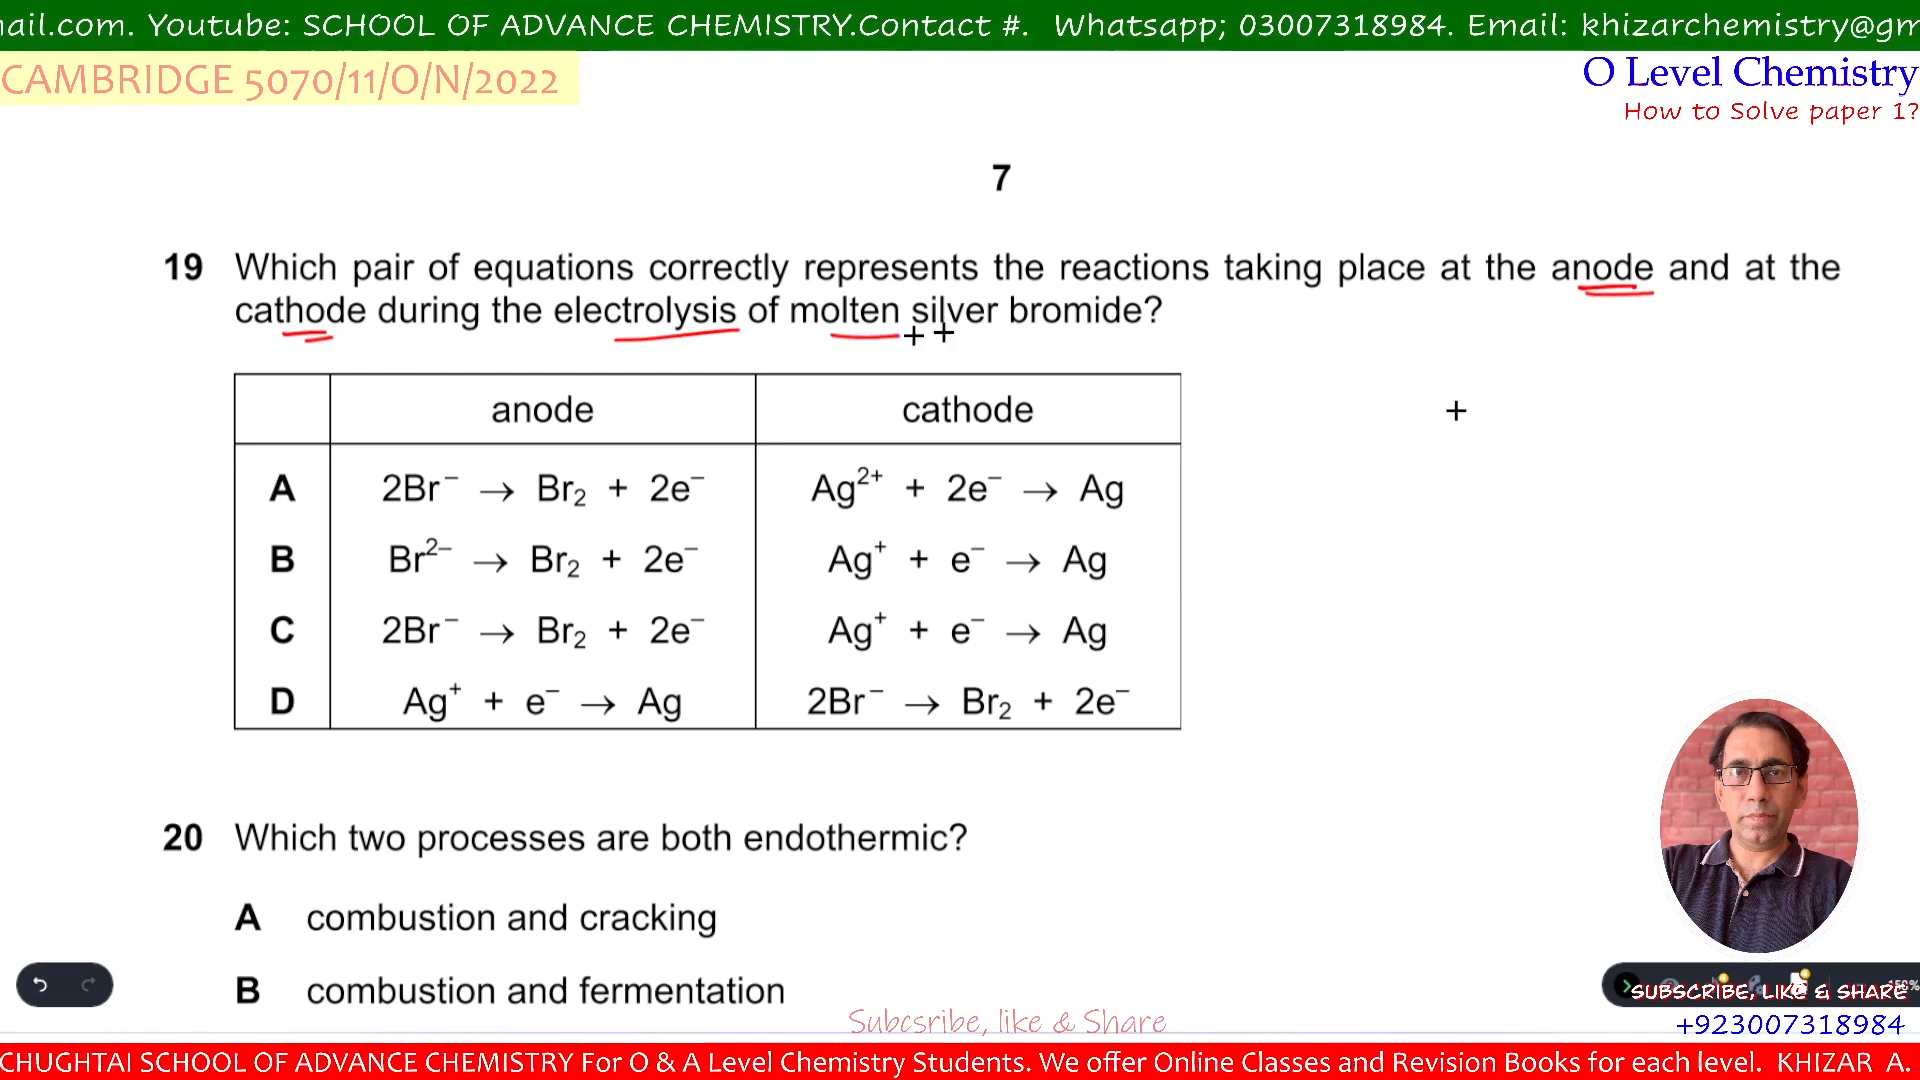 ail.com. Youtube: SCHOOL OF ADVANCE CHEMISTRY.Contact #. Whatsapp; 03007318984. Email: khizarchemistry@gm
CAMBRIDGE 5070/11/O/N/2022
O Level Chemistry
How to Solve paper 1?
7
19 Which pair of equations correctly represents the reactions taking place at the anode and at the
cathode during the electrolysis of molten silver bromide?
+ +
anode cathode
+
A 2Br⁻ → Br₂ + 2e⁻ Ag²⁺ + 2e⁻ → Ag
B Br²⁻ → Br₂ + 2e⁻ Ag⁺ + e⁻ → Ag
C 2Br⁻ → Br₂ + 2e⁻ Ag⁺ + e⁻ → Ag
D Ag⁺ + e⁻ → Ag 2Br⁻ → Br₂ + 2e⁻
20 Which two processes are both endothermic?
A combustion and cracking
B combustion and fermentation
SUBSCRIBE, LIKE & SHARE
Subcsribe, like & Share
+923007318984
CHUGHTAI SCHOOL OF ADVANCE CHEMISTRY For O & A Level Chemistry Students. We offer Online Classes and Revision Books for each level. KHIZAR A.